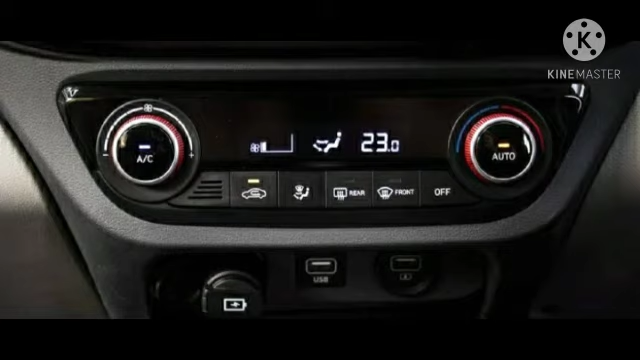 K
KINEMASTER
23.0
A/C
AUTO
REAR
FRONT
OFF
USB